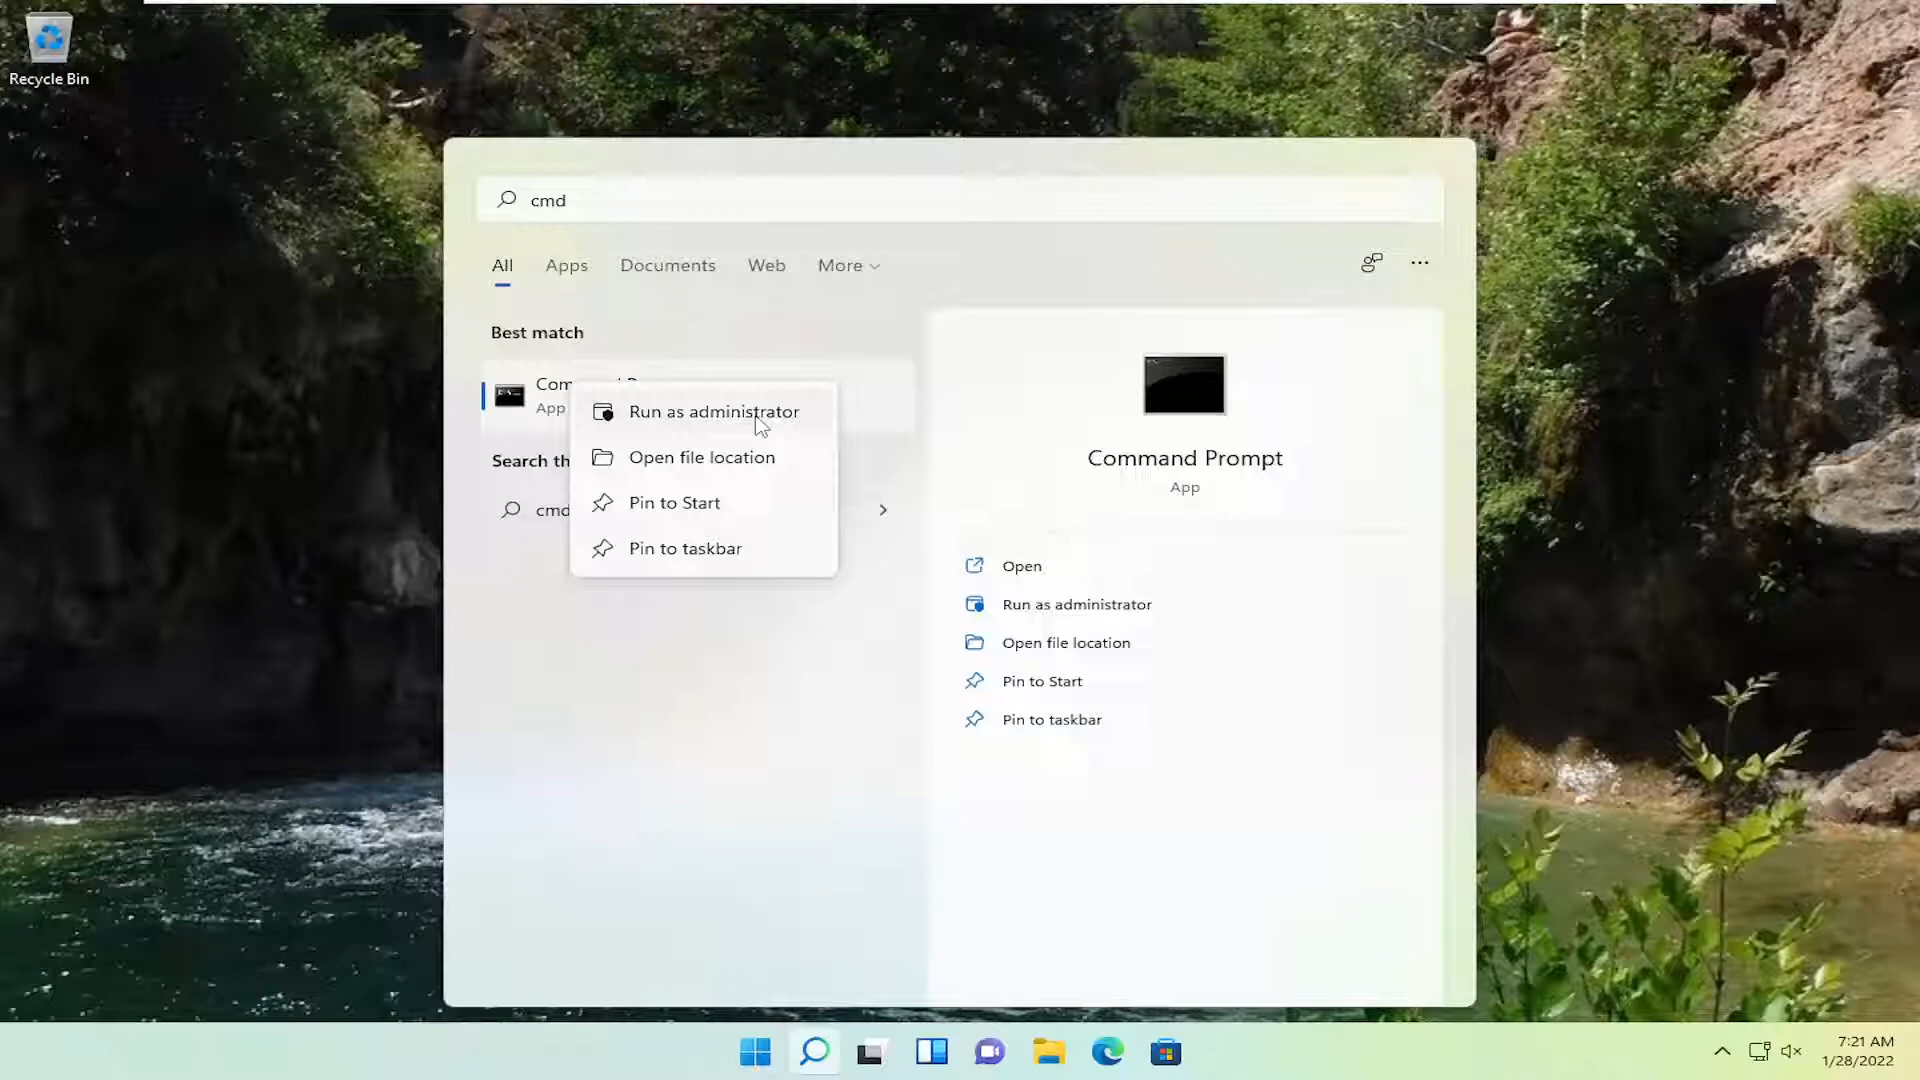 Recycle Bin
cmd
All Apps Documents Web More
Best match
App
Run as administrator
Open file location
Pin to Start
Pin to taskbar
Search th
cmd
Command Prompt
App
Open
Run as administrator
Open file location
Pin to Start
Pin to taskbar
7:21 AM
1/28/2022